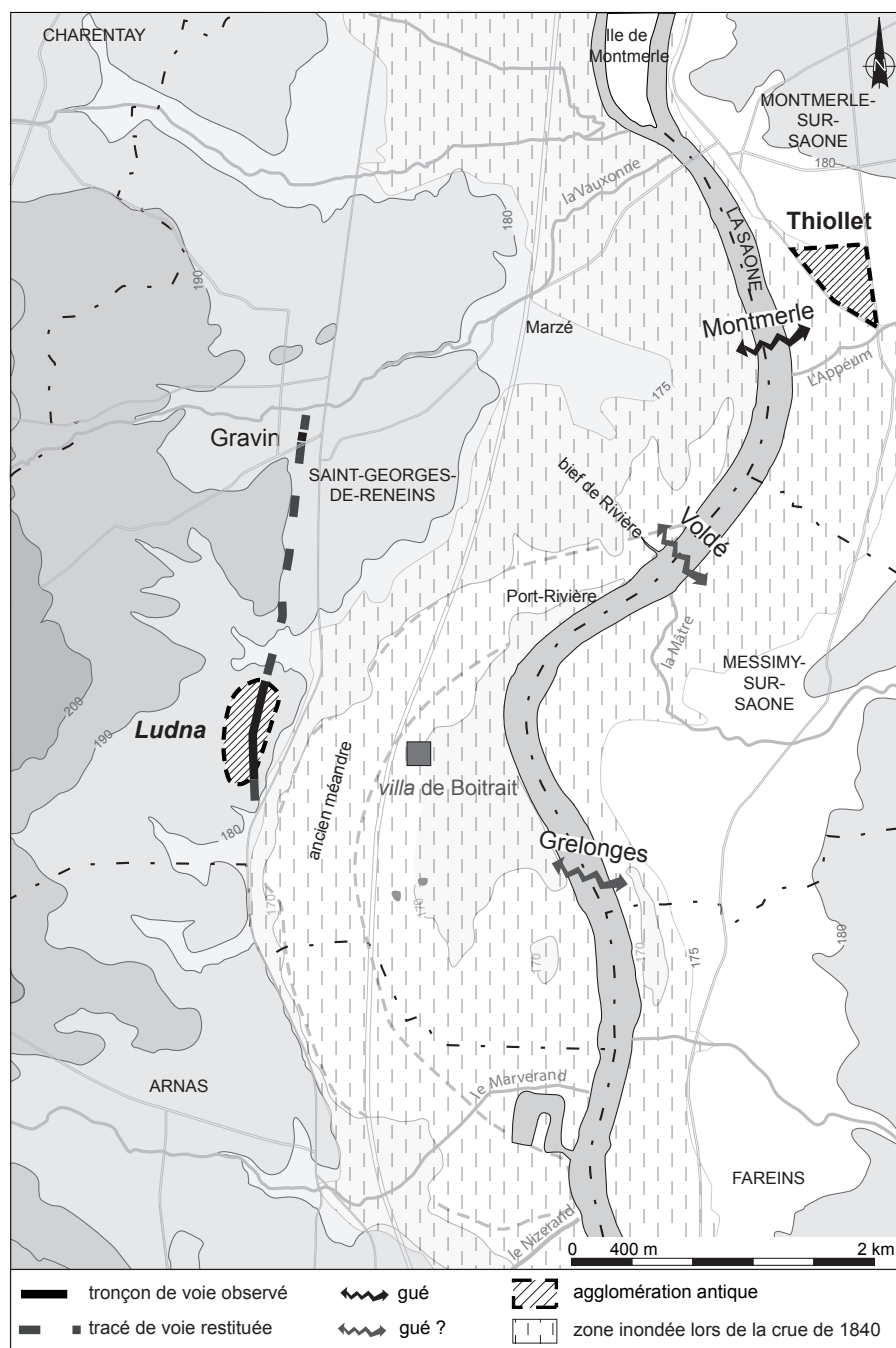 CHARENTAY
Ile de
Montmerle
N
MONTMERLE-
SUR-
SAONE
180
la Vauxonne
180
LA SAONE
Thiollet
190
Montmerle
Marzé
L'Appéum
175
Gravin
SAINT-GEORGES-
DE-RENEINS
bief de Rivière
Voldé
Port-Rivière
la Mâtre
MESSIMY-
SUR-
SAONE
200
190
Ludna
ancien méandre
villa de Boitrait
180
Grelonges
170
170
170
170
175
180
ARNAS
le Marverand
FAREINS
le Nizerand
0 400 m 2 km
tronçon de voie observé
gué
agglomération antique
tracé de voie restituée
gué ?
zone inondée lors de la crue de 1840